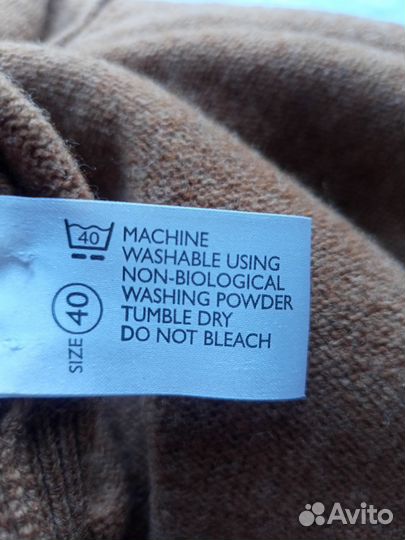 40
MACHINE
WASHABLE USING
NON-BIOLOGICAL
WASHING POWDER
TUMBLE DRY
DO NOT BLEACH
SIZE 40
Avito